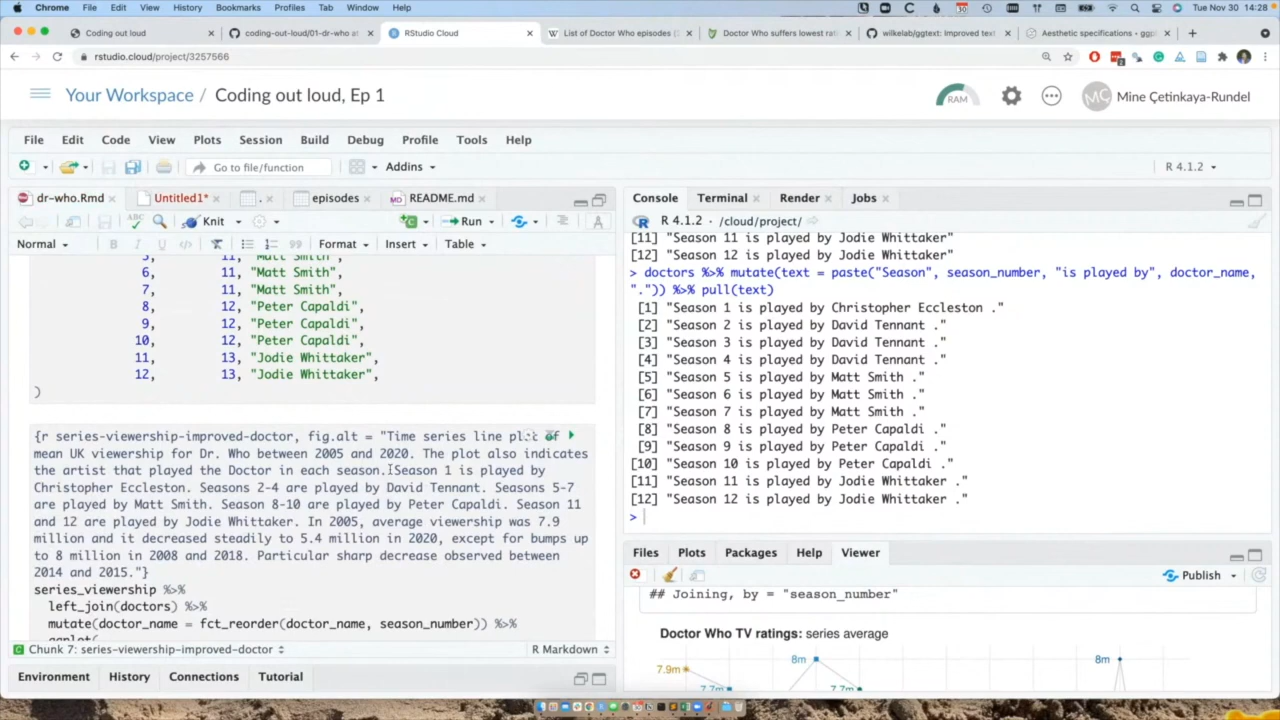 Chrome File Edit View History Bookmarks Profiles Tab Window Help Tue Nov 30 14:28
Coding out loud
coding-out-loud/01-dr-who at
RStudio Cloud
List of Doctor Who episodes (
Doctor Who suffers lowest rat
wilkelab/ggtext: Improved text
Aesthetic specifications • ggp
rstudio.cloud/project/3257566
Your Workspace / Coding out loud, Ep 1
RAM
MC Mine Çetinkaya-Rundel
File Edit Code View Plots Session Build Debug Profile Tools Help
Go to file/function Addins R 4.1.2
dr-who.Rmd Untitled1* . episodes README.md
Knit Run
Normal B I U Format Insert Table
5, 11, "Matt Smith",
6, 11, "Matt Smith",
7, 11, "Matt Smith",
8, 12, "Peter Capaldi",
9, 12, "Peter Capaldi",
10, 12, "Peter Capaldi",
11, 13, "Jodie Whittaker",
12, 13, "Jodie Whittaker",
)
{r series-viewership-improved-doctor, fig.alt = "Time series line plot of
mean UK viewership for Dr. Who between 2005 and 2020. The plot also indicates
the artist that played the Doctor in each season. Season 1 is played by
Christopher Eccleston. Seasons 2-4 are played by David Tennant. Seasons 5-7
are played by Matt Smith. Season 8-10 are played by Peter Capaldi. Season 11
and 12 are played by Jodie Whittaker. In 2005, average viewership was 7.9
million and it decreased steadily to 5.4 million in 2020, except for bumps up
to 8 million in 2008 and 2018. Particular sharp decrease observed between
2014 and 2015."}
series_viewership %>%
left_join(doctors) %>%
mutate(doctor_name = fct_reorder(doctor_name, season_number)) %>%
ggplot(
Chunk 7: series-viewership-improved-doctor R Markdown
Environment History Connections Tutorial
Console Terminal Render Jobs
R 4.1.2 · /cloud/project/
[11] "Season 11 is played by Jodie Whittaker"
[12] "Season 12 is played by Jodie Whittaker"
> doctors %>% mutate(text = paste("Season", season_number, "is played by", doctor_name,
".")) %>% pull(text)
[1] "Season 1 is played by Christopher Eccleston ."
[2] "Season 2 is played by David Tennant ."
[3] "Season 3 is played by David Tennant ."
[4] "Season 4 is played by David Tennant ."
[5] "Season 5 is played by Matt Smith ."
[6] "Season 6 is played by Matt Smith ."
[7] "Season 7 is played by Matt Smith ."
[8] "Season 8 is played by Peter Capaldi ."
[9] "Season 9 is played by Peter Capaldi ."
[10] "Season 10 is played by Peter Capaldi ."
[11] "Season 11 is played by Jodie Whittaker ."
[12] "Season 12 is played by Jodie Whittaker ."
>
Files Plots Packages Help Viewer
Publish
## Joining, by = "season_number"
Doctor Who TV ratings: series average
7.9m 8m 8m
7.7m 7.7m